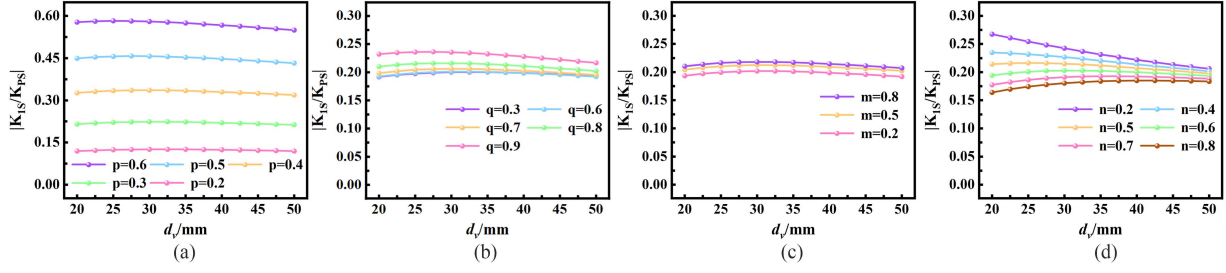 |K1S/KPS|
0.60
0.45
0.30
0.15
0.00
p=0.6 p=0.5 p=0.4
p=0.3 p=0.2
20 25 30 35 40 45 50
dv/mm
(a)
|K1S/KPS|
0.30
0.25
0.20
0.15
0.10
0.05
0.00
q=0.3 q=0.6
q=0.7 q=0.8
q=0.9
20 25 30 35 40 45 50
dv/mm
(b)
|K1S/KPS|
0.30
0.25
0.20
0.15
0.10
0.05
0.00
m=0.8
m=0.5
m=0.2
20 25 30 35 40 45 50
dv/mm
(c)
|K1S/KPS|
0.30
0.25
0.20
0.15
0.10
0.05
0.00
n=0.2 n=0.4
n=0.5 n=0.6
n=0.7 n=0.8
20 25 30 35 40 45 50
dv/mm
(d)